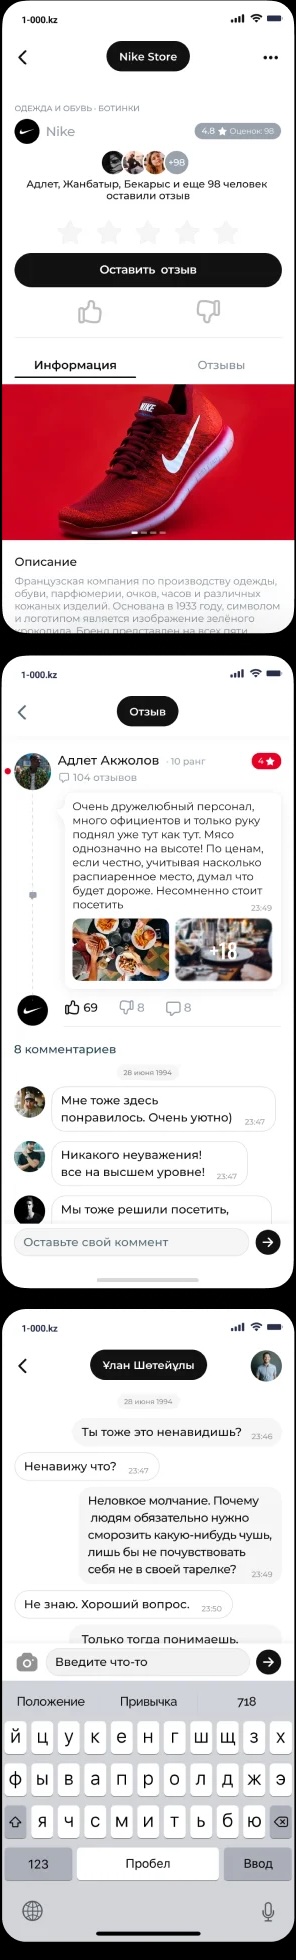 1-000.kz
Nike Store
ОДЕЖДА И ОБУВЬ · БОТИНКИ
Nike
4,8 Оценок: 98
+98
Адлет, Жанбатыр, Бекарыс и еще 98 человек
оставили отзыв
Оставить отзыв
Информация
Отзывы
NIKE
Описание
Французская компания по производству одежды,
обуви, парфюмерии, очков, часов и различных
кожаных изделий. Основана в 1933 году, символом
и логотипом является изображение зелёного
крокодила. Бренд представлен на всех пяти
1-000.kz
Отзыв
Адлет Акжолов · 10 ранг
4
104 отзывов
Очень дружелюбный персонал,
много официантов и только руку
поднял уже тут как тут. Мясо
однозначно на высоте! По ценам,
если честно, учитывая насколько
распиаренное место, думал что
будет дороже. Несомненно стоит
посетить
23:49
+18
69
8
8
8 комментариев
28 июня 1994
Мне тоже здесь
понравилось. Очень уютно)
23:47
Никакого неуважения!
все на высшем уровне!
23:47
Мы тоже решили посетить,
Оставьте свой коммент
1-000.kz
Ұлан Шөтейұлы
28 июня 1994
Ты тоже это ненавидишь?
23:46
Ненавижу что?
23:47
Неловкое молчание. Почему
людям обязательно нужно
сморозить какую-нибудь чушь,
лишь бы не почувствовать
себя не в своей тарелке?
23:49
Не знаю. Хороший вопрос.
23:50
Только тогда понимаешь,
Введите что-то
Положение
Привычка
718
й ц у к е н г ш щ з х
ф ы в а п р о л д ж э
я ч с м и т ь б ю
123
Пробел
Ввод